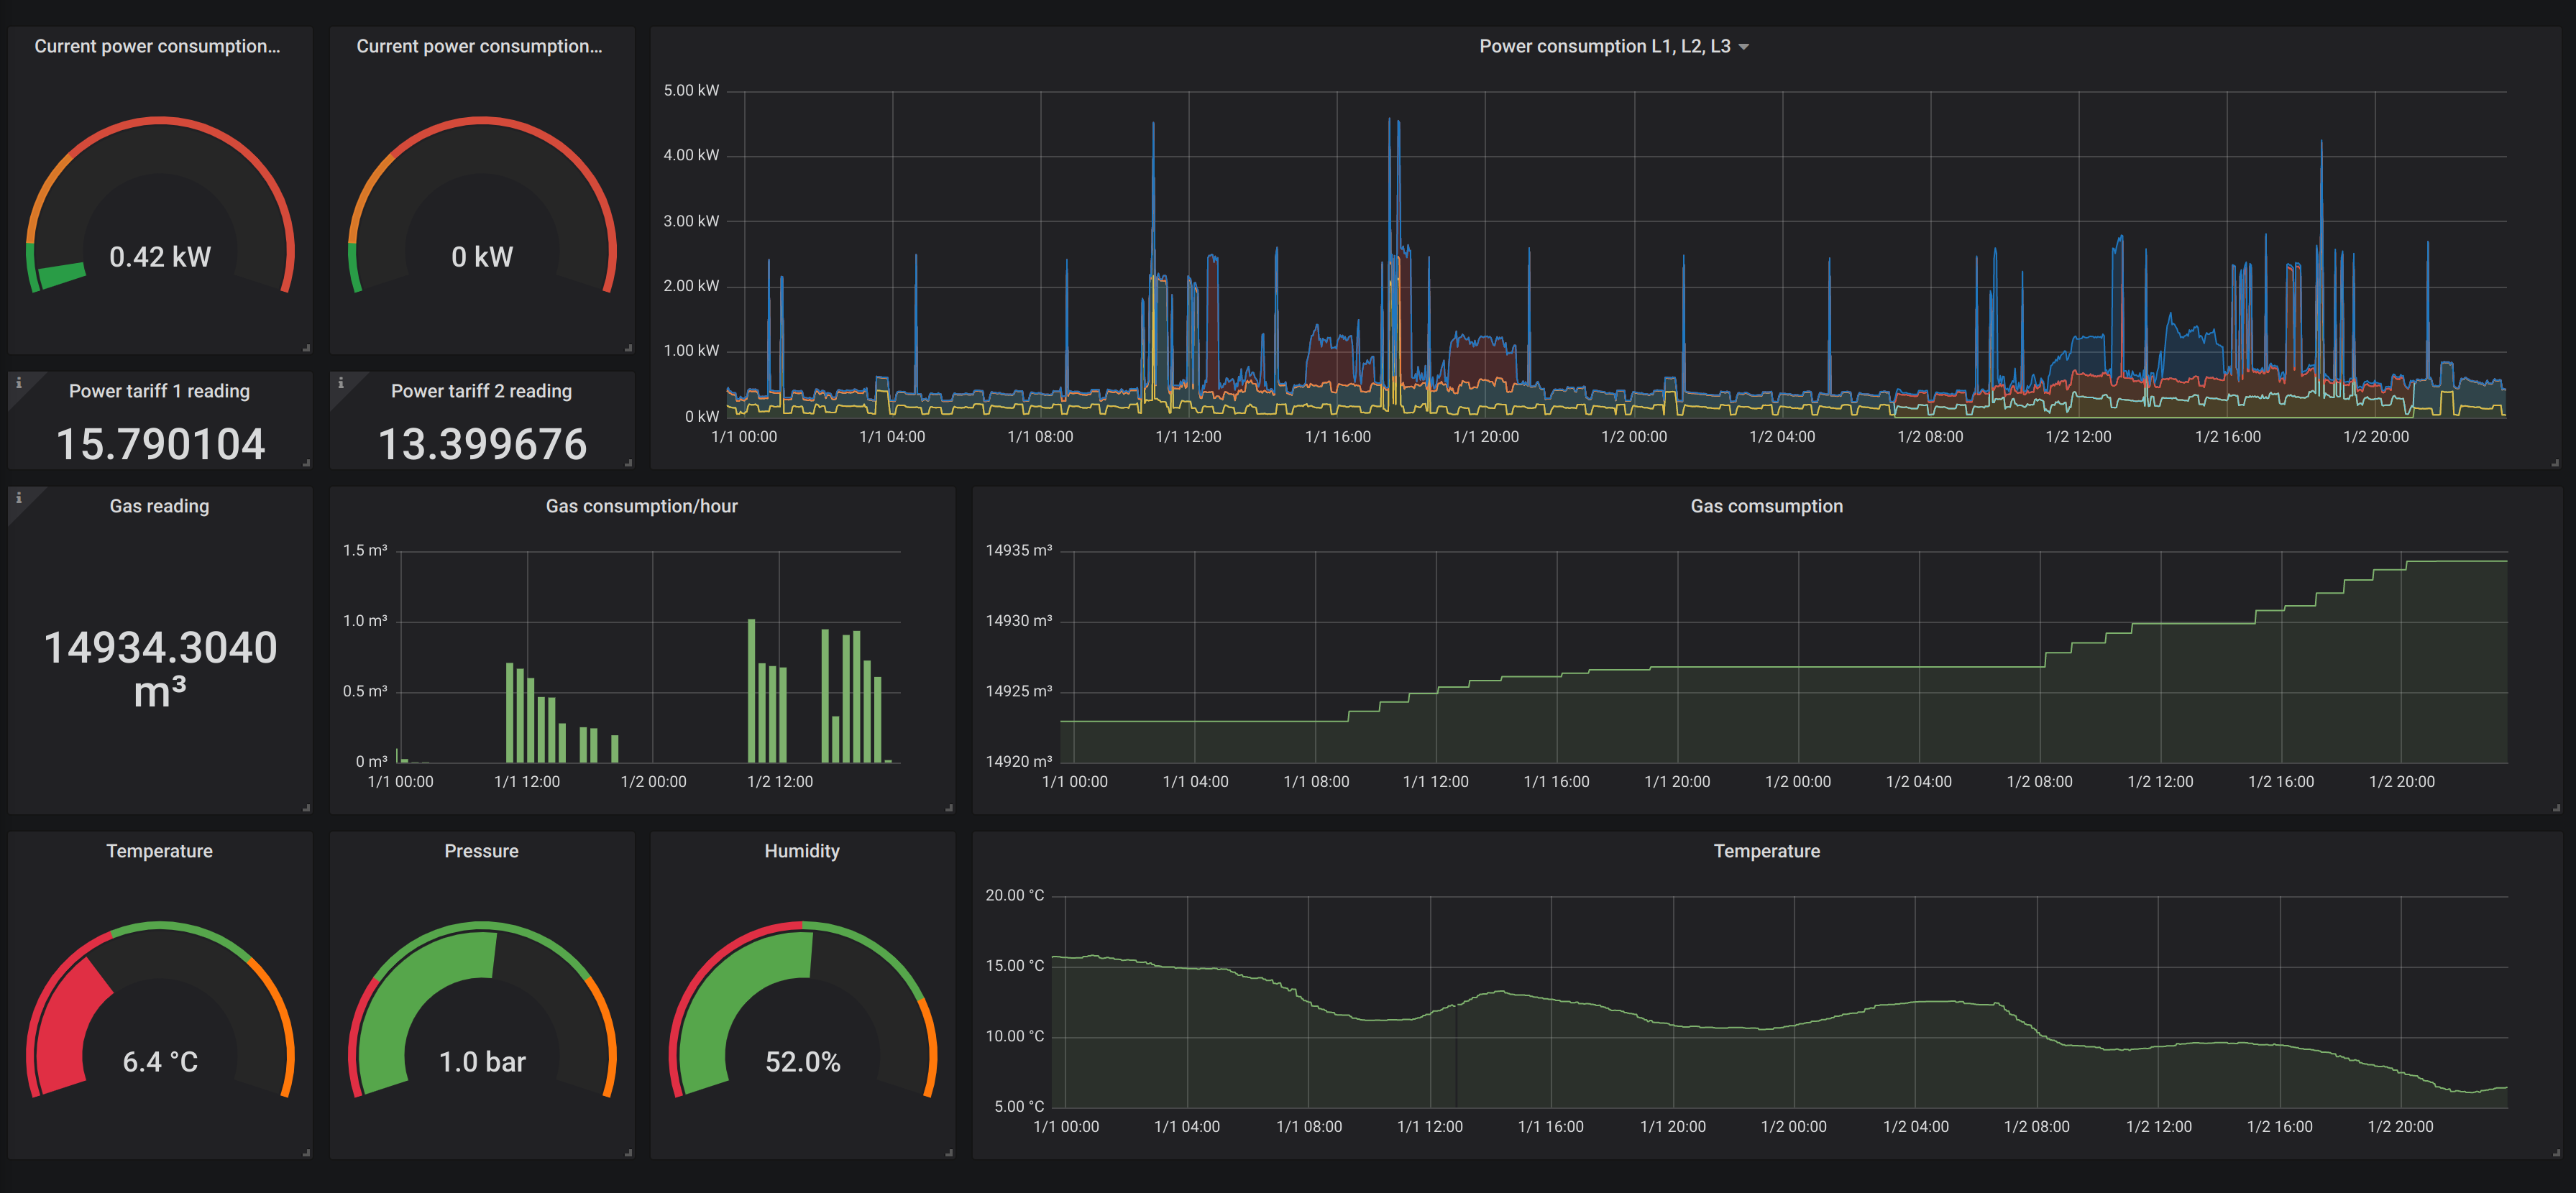 Current power consumption...
Current power consumption...
Power consumption L1, L2, L3
0.42 kW
0 kW
5.00 kW
4.00 kW
3.00 kW
2.00 kW
1.00 kW
0 kW
1/1 00:00
1/1 04:00
1/1 08:00
1/1 12:00
1/1 16:00
1/1 20:00
1/2 00:00
1/2 04:00
1/2 08:00
1/2 12:00
1/2 16:00
1/2 20:00
i
Power tariff 1 reading
15.790104
i
Power tariff 2 reading
13.399676
i
Gas reading
14934.3040
m³
Gas consumption/hour
1.5 m³
1.0 m³
0.5 m³
0 m³
1/1 00:00
1/1 12:00
1/2 00:00
1/2 12:00
Gas comsumption
14935 m³
14930 m³
14925 m³
14920 m³
1/1 00:00
1/1 04:00
1/1 08:00
1/1 12:00
1/1 16:00
1/1 20:00
1/2 00:00
1/2 04:00
1/2 08:00
1/2 12:00
1/2 16:00
1/2 20:00
Temperature
6.4 °C
Pressure
1.0 bar
Humidity
52.0%
Temperature
20.00 °C
15.00 °C
10.00 °C
5.00 °C
1/1 00:00
1/1 04:00
1/1 08:00
1/1 12:00
1/1 16:00
1/1 20:00
1/2 00:00
1/2 04:00
1/2 08:00
1/2 12:00
1/2 16:00
1/2 20:00